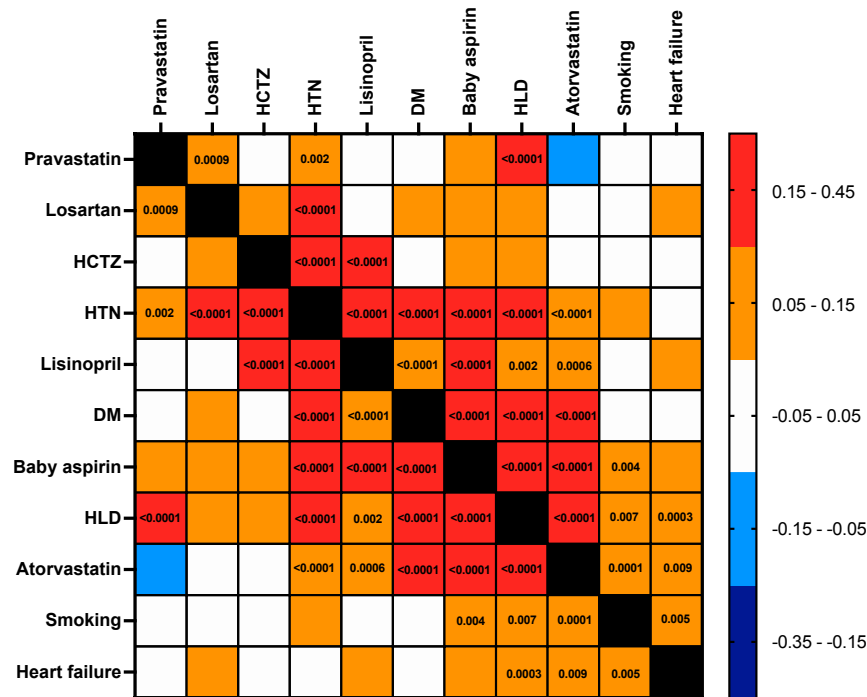 Pravastatin Losartan HCTZ HTN Lisinopril DM Baby aspirin HLD Atorvastatin Smoking Heart failure
Pravastatin 0.0009 0.002 <0.0001
Losartan 0.0009 <0.0001
HCTZ <0.0001 <0.0001
HTN 0.002 <0.0001 <0.0001 <0.0001 <0.0001 <0.0001 <0.0001 <0.0001
Lisinopril <0.0001 <0.0001 <0.0001 <0.0001 0.002 0.0006
DM <0.0001 <0.0001 <0.0001 <0.0001 <0.0001
Baby aspirin <0.0001 <0.0001 <0.0001 <0.0001 <0.0001 0.004
HLD <0.0001 <0.0001 0.002 <0.0001 <0.0001 <0.0001 0.007 0.0003
Atorvastatin <0.0001 0.0006 <0.0001 <0.0001 <0.0001 0.0001 0.009
Smoking 0.004 0.007 0.0001 0.005
Heart failure 0.0003 0.009 0.005
0.15 - 0.45
0.05 - 0.15
-0.05 - 0.05
-0.15 - -0.05
-0.35 - -0.15